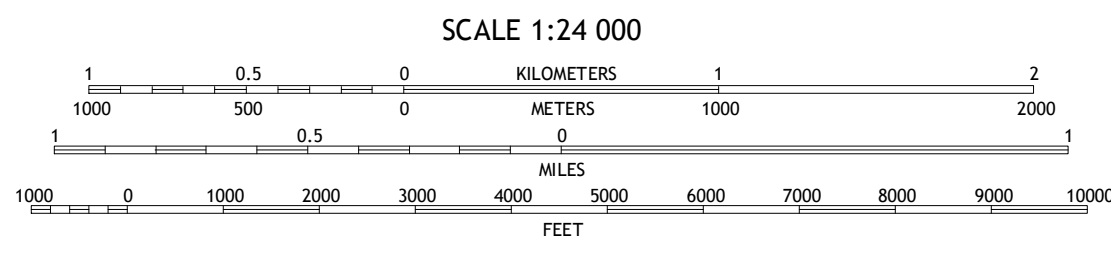 SCALE 1:24 000
1 0.5 0 KILOMETERS 1 2
1000 500 0 METERS 1000 2000
1 0.5 0 1
MILES
1000 0 1000 2000 3000 4000 5000 6000 7000 8000 9000 10000
FEET